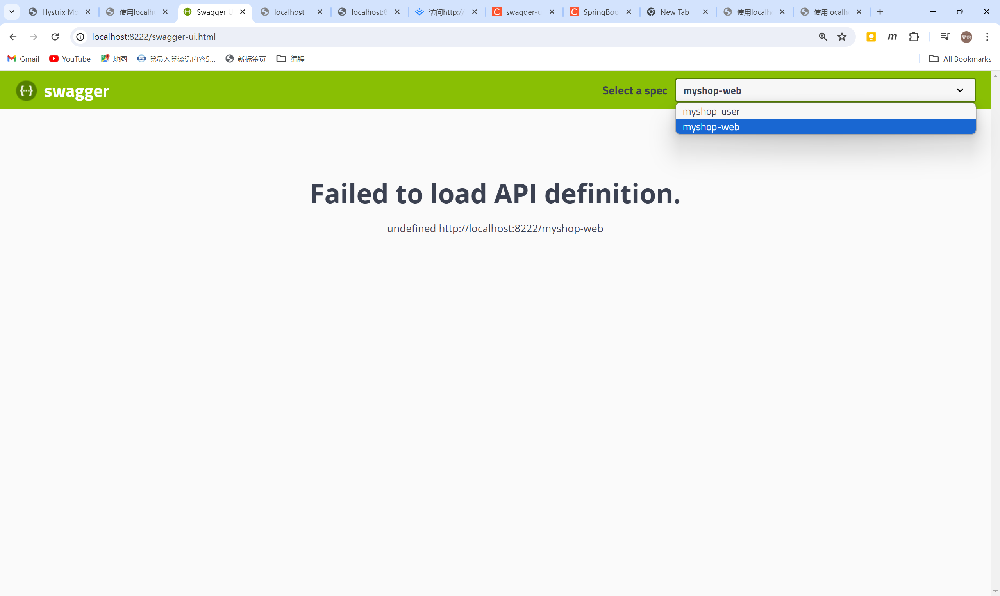 Hystrix Mo
使用localho
Swagger U
localhost
localhost:8
访问http://
swagger-u
SpringBoo
New Tab
使用localh
使用localh
localhost:8222/swagger-ui.html
m
夏源
Gmail
YouTube
地图
党员入党谈话内容5...
新标签页
编程
All Bookmarks
swagger
Select a spec
myshop-web
myshop-user
myshop-web
Failed to load API definition.
undefined http://localhost:8222/myshop-web